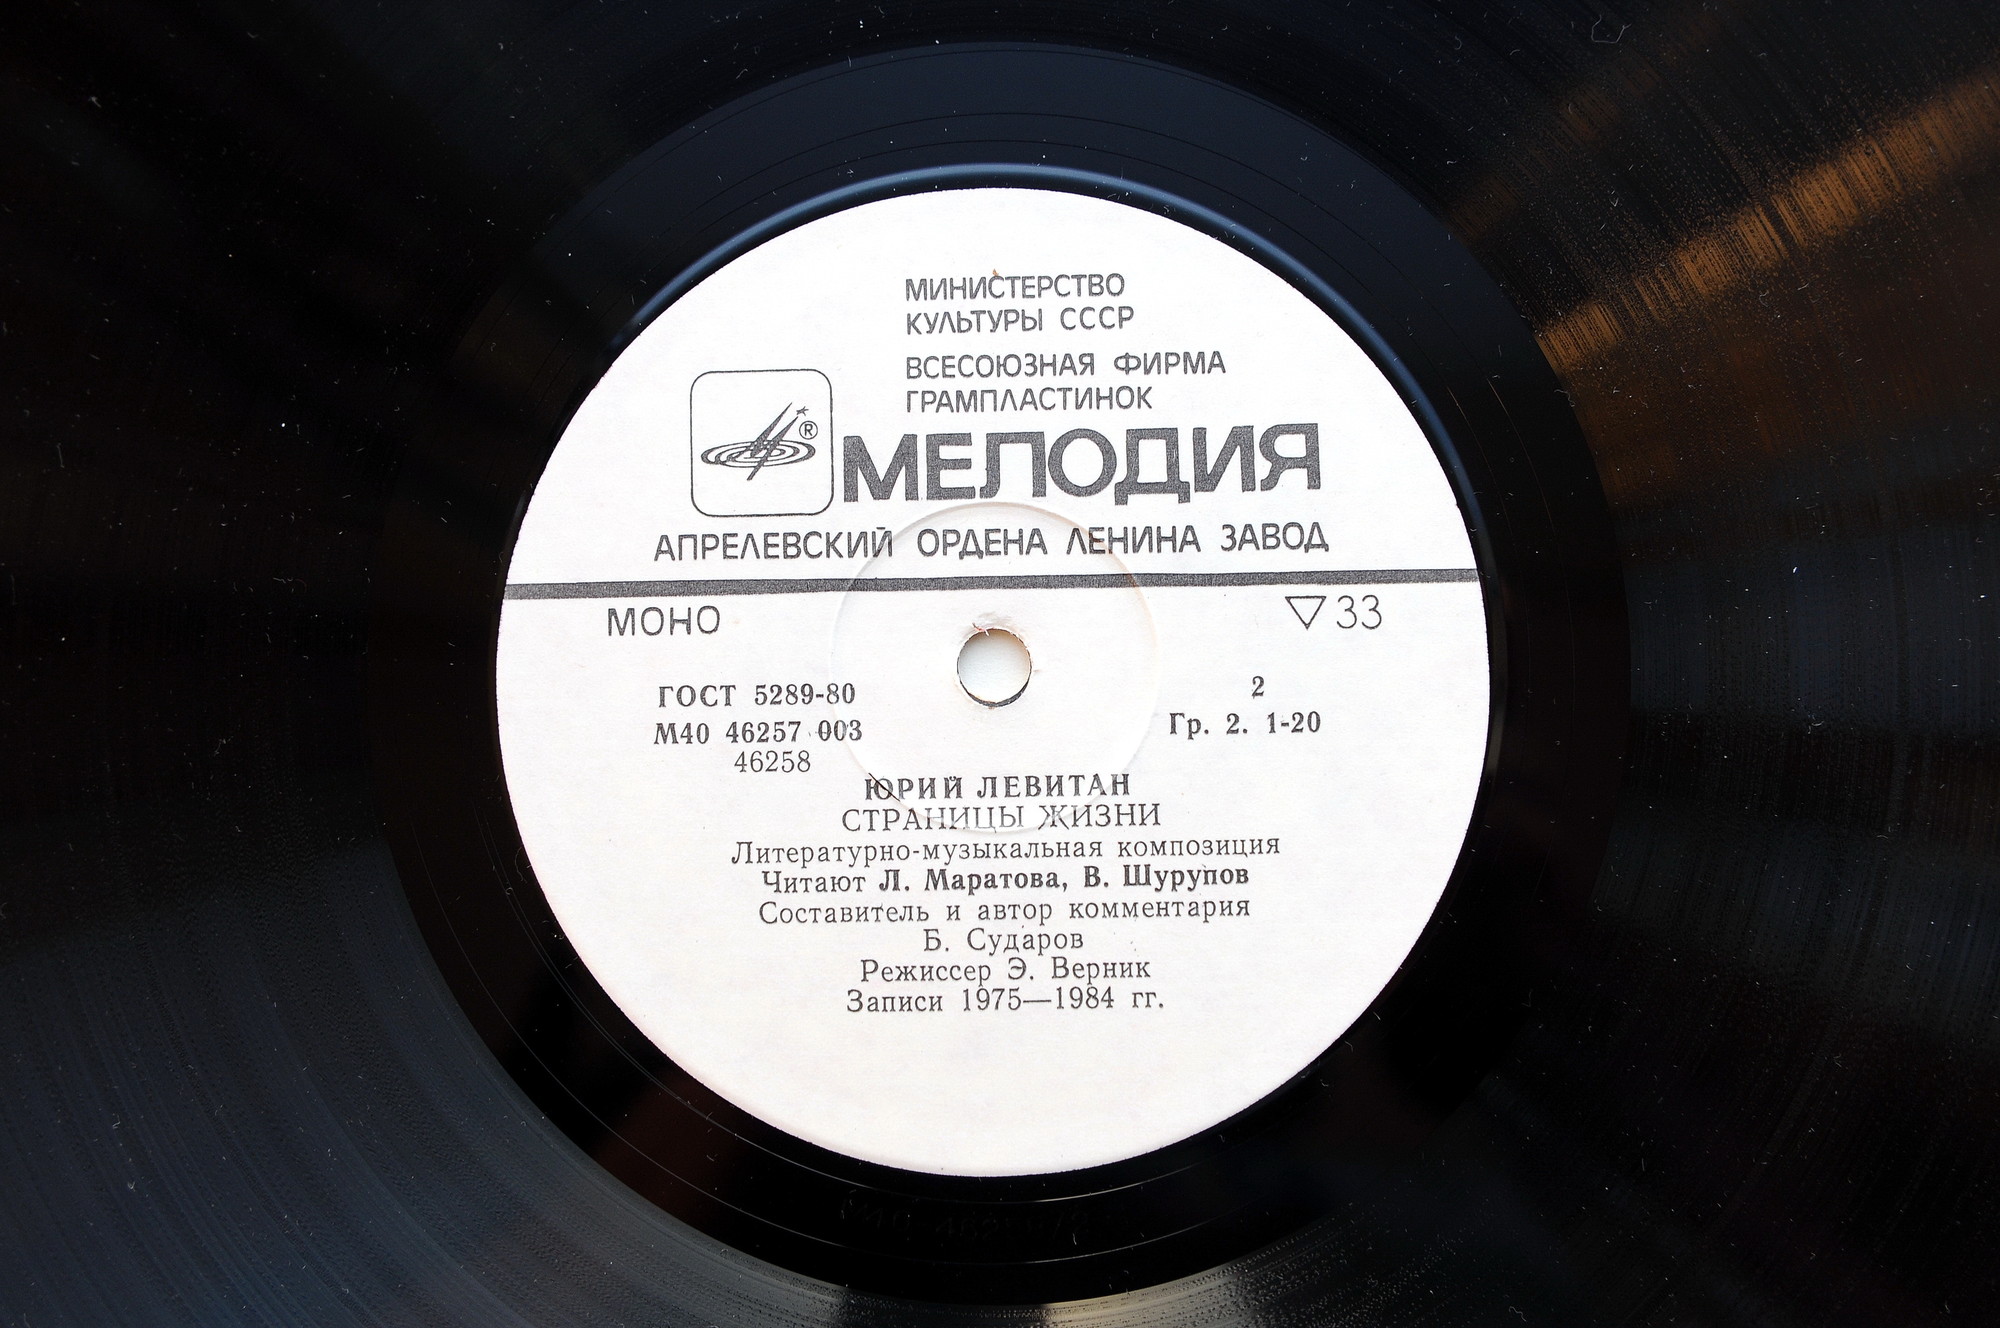 МИНИСТЕРСТВО
КУЛЬТУРЫ СССР
ВСЕСОЮЗНАЯ ФИРМА
ГРАМПЛАСТИНОК
®
МЕЛОДИЯ
АПРЕЛЕВСКИЙ ОРДЕНА ЛЕНИНА ЗАВОД
МОНО
▽33
ГОСТ 5289-80
М40 46257 003
46258
2
Гр. 2. 1-20
ЮРИЙ ЛЕВИТАН
СТРАНИЦЫ ЖИЗНИ
Литературно-музыкальная композиция
Читают Л. Маратова, В. Шурупов
Составитель и автор комментария
Б. Сударов
Режиссер Э. Верник
Записи 1975—1984 гг.